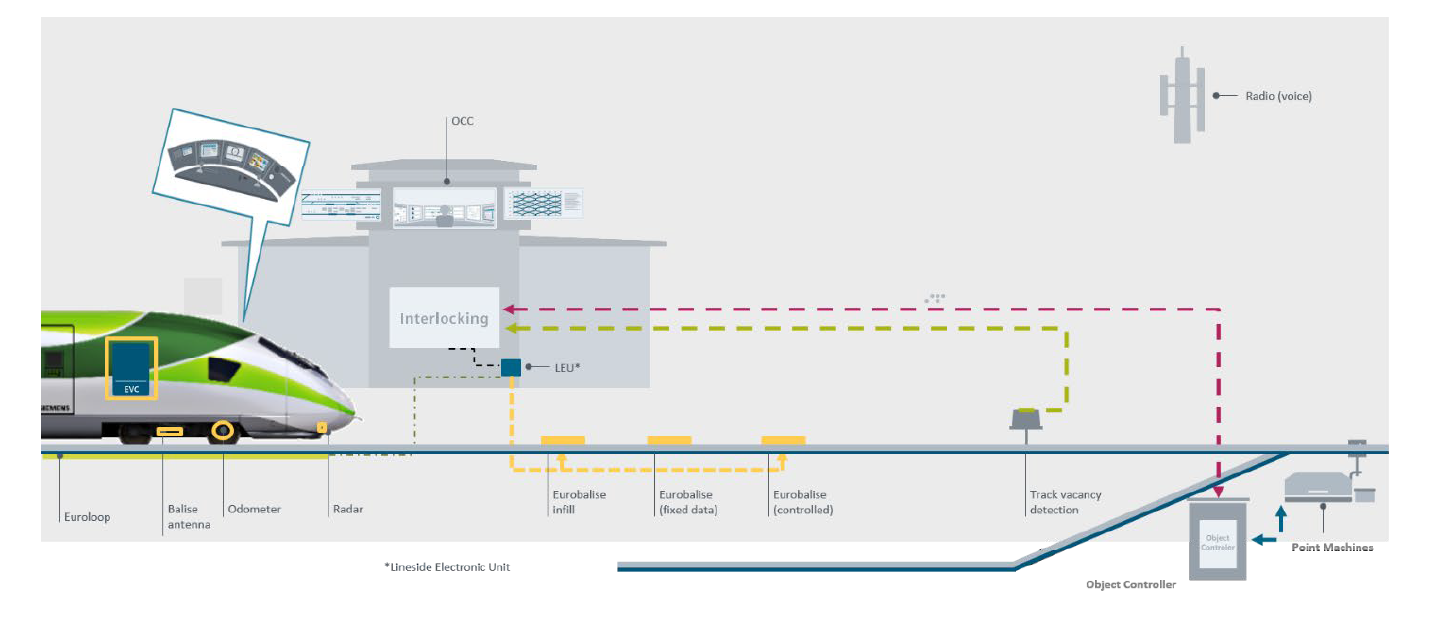 Radio (voice)
OCC
Interlocking
LEU*
EVC
SIEMENS
Euroloop
Balise
antenna
Odometer
Radar
Eurobalise
infill
Eurobalise
(fixed data)
Eurobalise
(controlled)
Track vacancy
detection
Object
Controler
Point Machines
*Lineside Electronic Unit
Object Controller